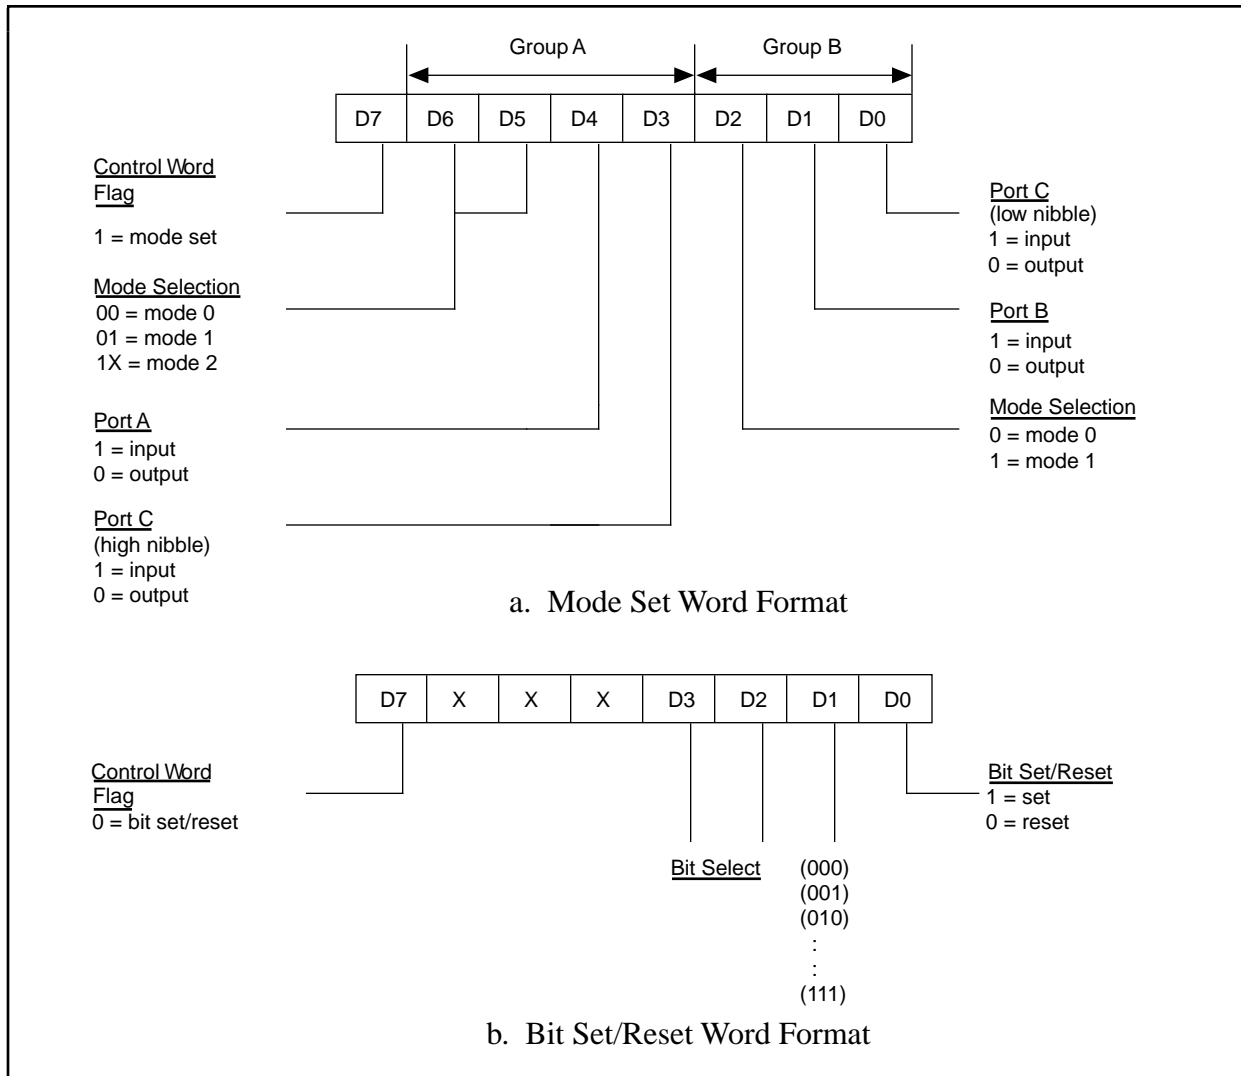 Group A
Group B
D7 D6 D5 D4 D3 D2 D1 D0
Control Word
Flag
1 = mode set
Mode Selection
00 = mode 0
01 = mode 1
1X = mode 2
Port A
1 = input
0 = output
Port C
(high nibble)
1 = input
0 = output
Port C
(low nibble)
1 = input
0 = output
Port B
1 = input
0 = output
Mode Selection
0 = mode 0
1 = mode 1
a. Mode Set Word Format
D7 X X X D3 D2 D1 D0
Control Word
Flag
0 = bit set/reset
Bit Select
(000)
(001)
(010)
:
:
(111)
Bit Set/Reset
1 = set
0 = reset
b. Bit Set/Reset Word Format